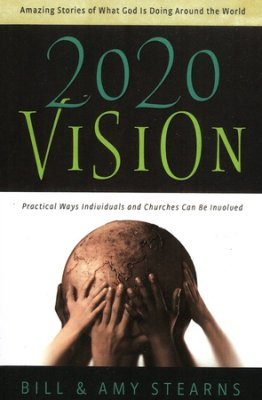 Amazing Stories of What God Is Doing Around the World
2020
VISION
Practical Ways Individuals and Churches Can Be Involved
BILL & AMY STEARNS